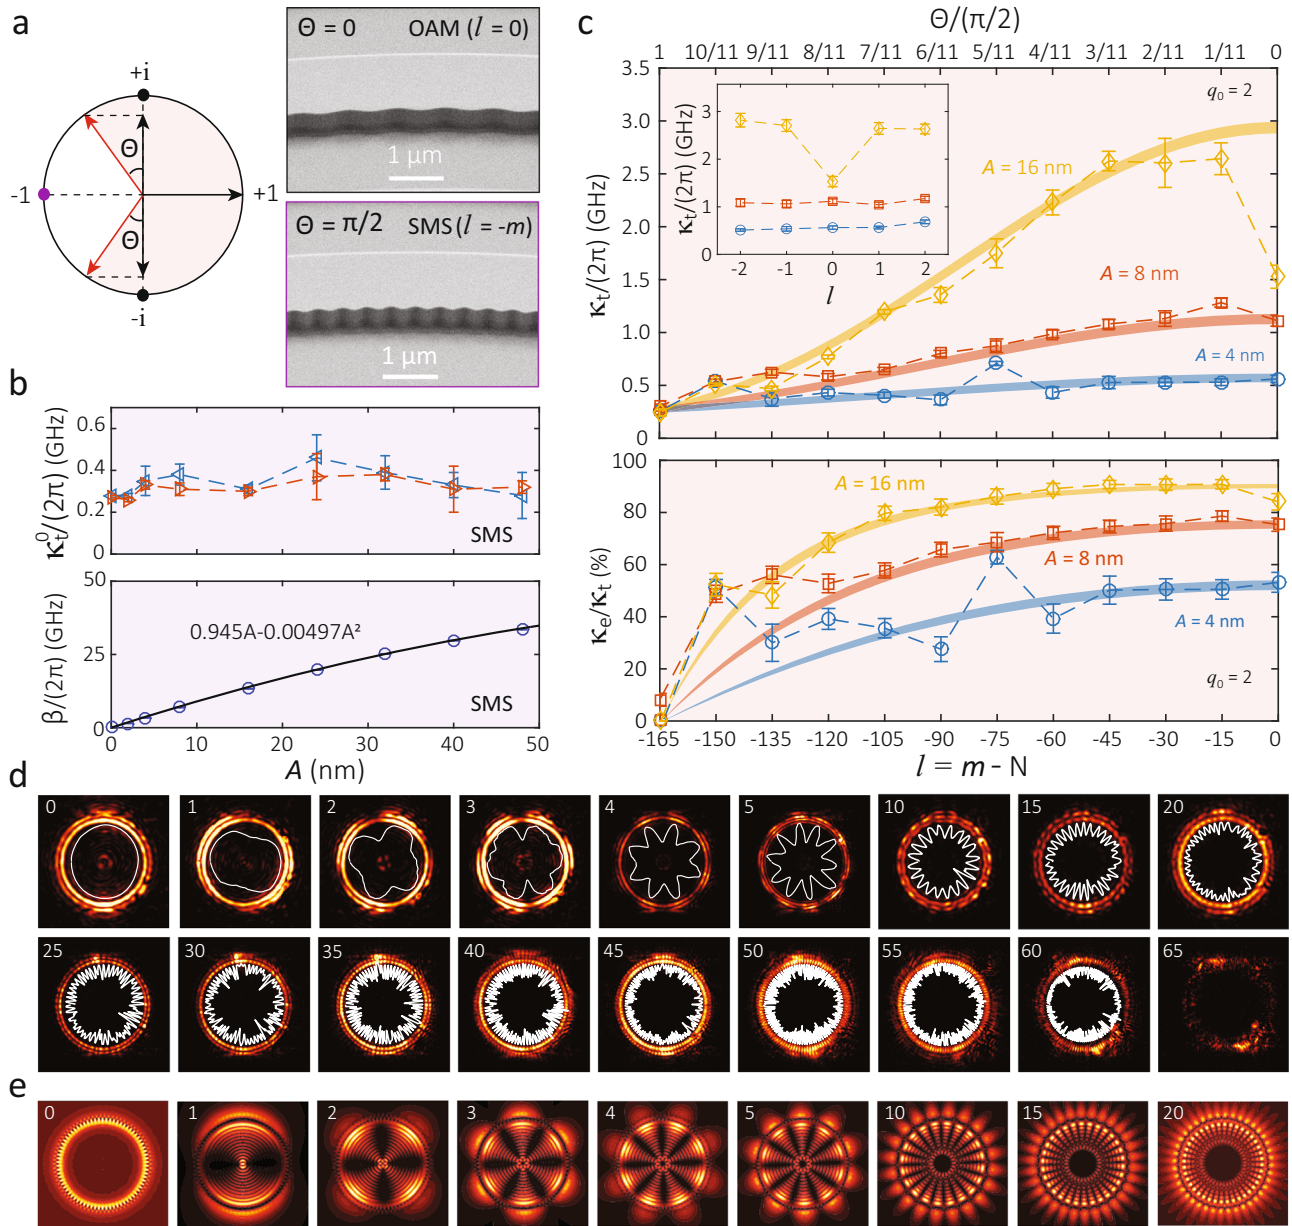 a
+i
Θ
-1
+1
Θ
-i
Θ = 0
OAM (l = 0)
1 μm
Θ = π/2
SMS (l = -m)
1 μm
b
κt⁰/(2π) (GHz)
0.6
0.4
0.2
0
SMS
β/(2π) (GHz)
50
25
0
0.945A-0.00497A²
SMS
0 10 20 30 40 50
A (nm)
c
Θ/(π/2)
1 10/11 9/11 8/11 7/11 6/11 5/11 4/11 3/11 2/11 1/11 0
κt/(2π) (GHz)
3.5
3.0
2.5
2.0
1.5
1.0
0.5
0
q₀ = 2
A = 16 nm
A = 8 nm
A = 4 nm
κt/(2π) (GHz)
3
2
1
0
-2 -1 0 1 2
l
κe/κt (%)
100
80
60
40
20
0
A = 16 nm
A = 8 nm
A = 4 nm
q₀ = 2
-165 -150 -135 -120 -105 -90 -75 -60 -45 -30 -15 0
l = m - N
d
0 1 2 3 4 5 10 15 20
25 30 35 40 45 50 55 60 65
e
0 1 2 3 4 5 10 15 20